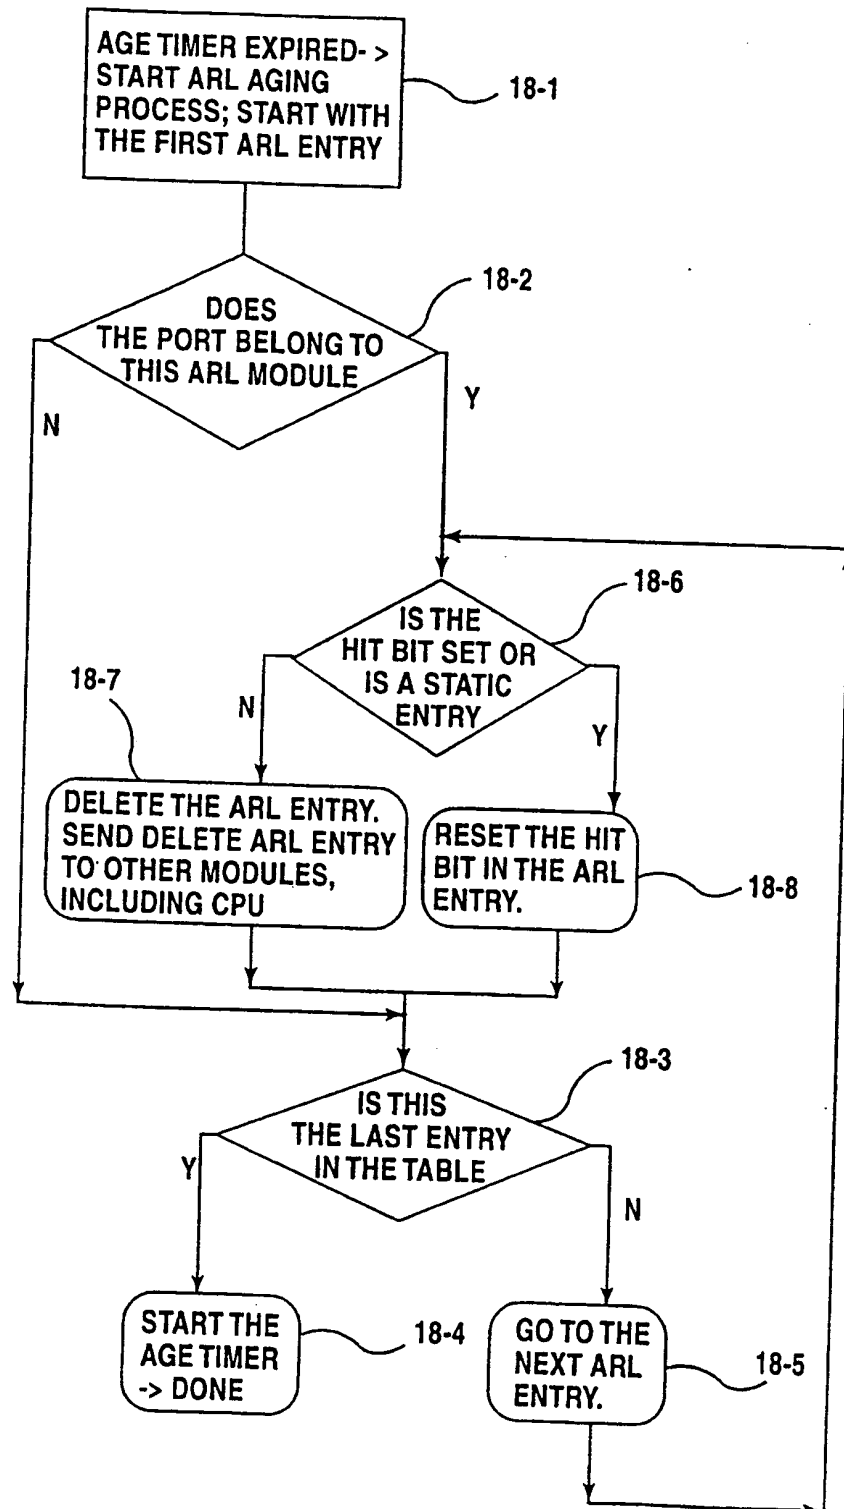 AGE TIMER EXPIRED- >
START ARL AGING
PROCESS; START WITH
THE FIRST ARL ENTRY
18-1
18-2
DOES
THE PORT BELONG TO
THIS ARL MODULE
N
Y
18-6
IS THE
HIT BIT SET OR
IS A STATIC
ENTRY
18-7
N
Y
DELETE THE ARL ENTRY.
SEND DELETE ARL ENTRY
TO OTHER MODULES,
INCLUDING CPU
RESET THE HIT
BIT IN THE ARL
ENTRY.
18-8
18-3
IS THIS
THE LAST ENTRY
IN THE TABLE
Y
N
START THE
AGE TIMER
-> DONE
18-4
GO TO THE
NEXT ARL
ENTRY.
18-5